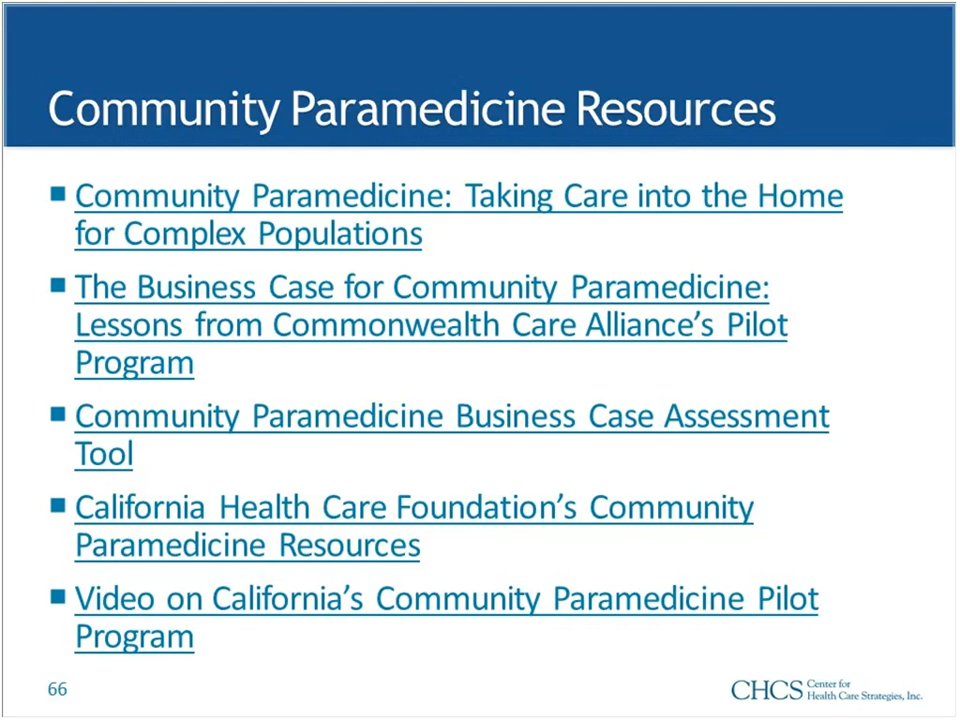 Community Paramedicine Resources
Community Paramedicine: Taking Care into the Home
for Complex Populations
The Business Case for Community Paramedicine:
Lessons from Commonwealth Care Alliance’s Pilot
Program
Community Paramedicine Business Case Assessment
Tool
California Health Care Foundation’s Community
Paramedicine Resources
Video on California’s Community Paramedicine Pilot
Program
66
CHCS Center for
Health Care Strategies, Inc.